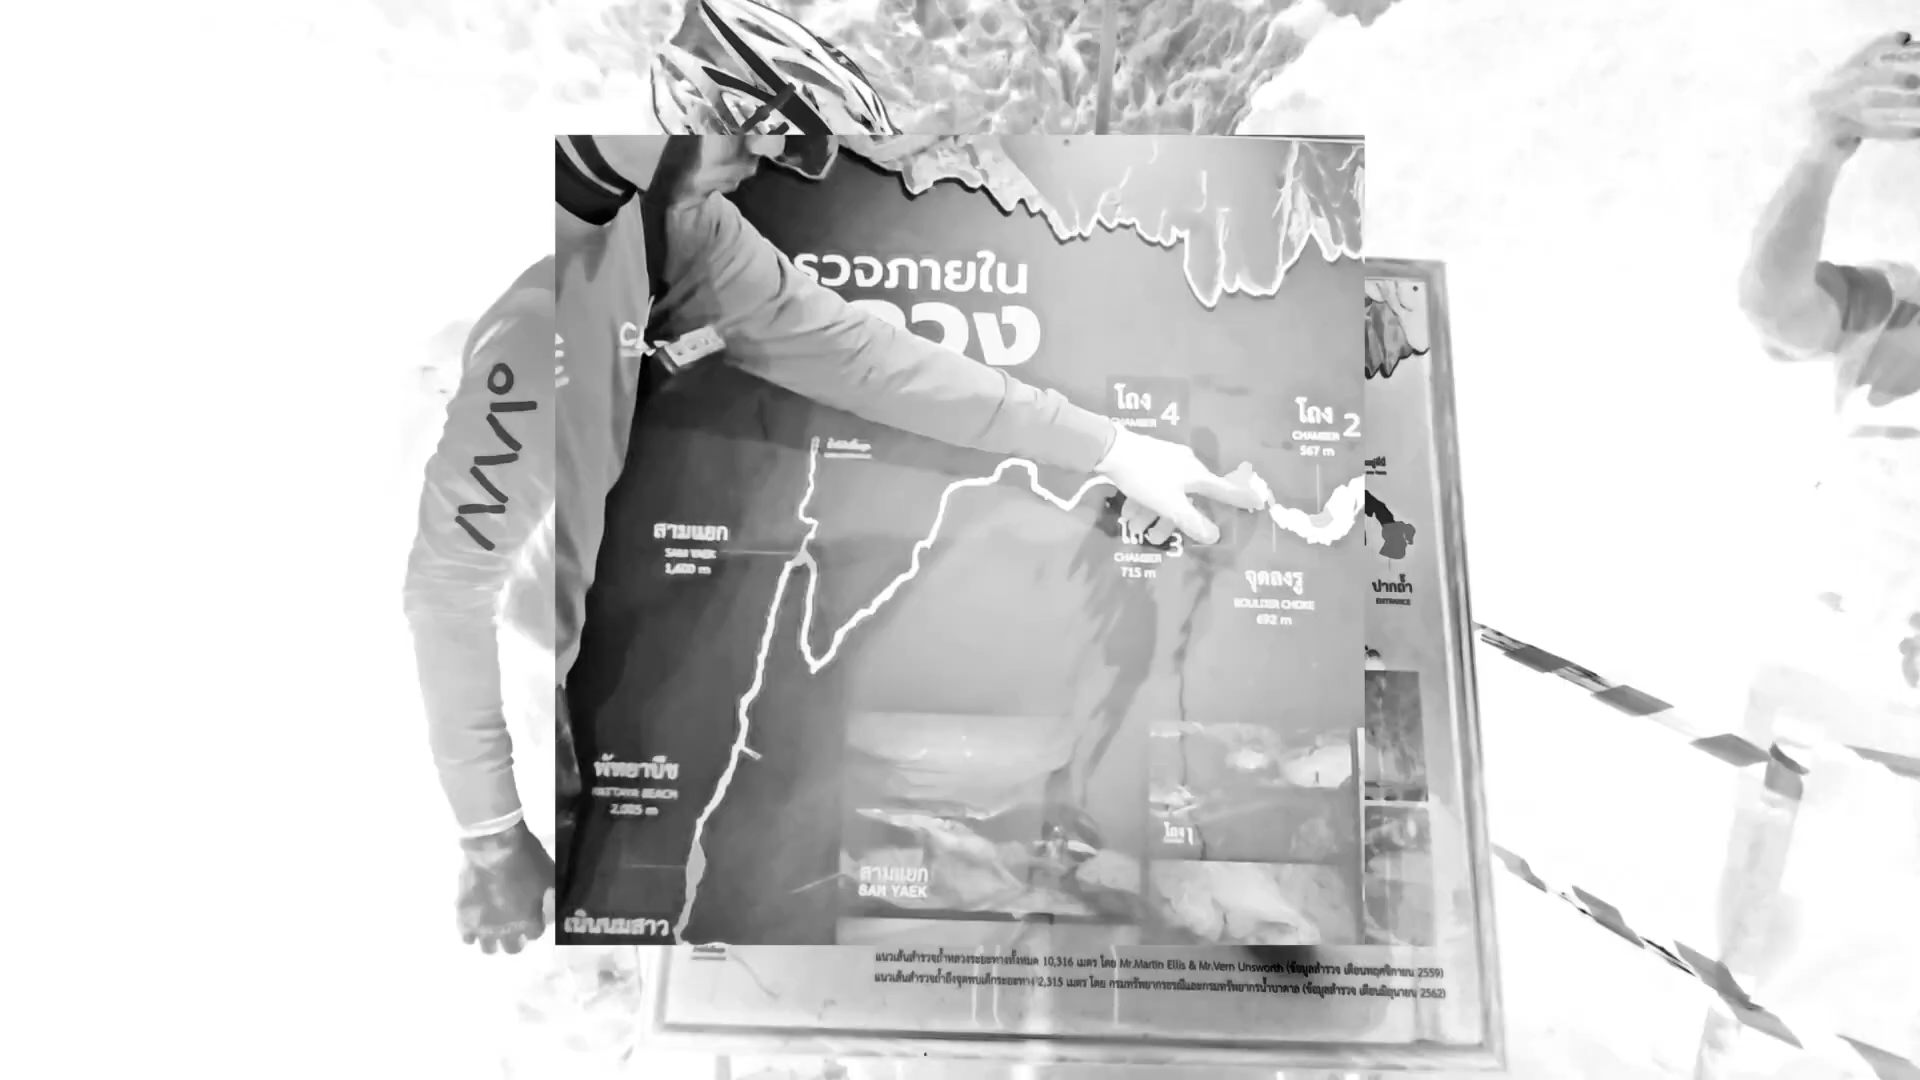 รวจภายใน
โถง 4
CHAMBER
โถง 2
CHAMBER
567 m
สามแยก
SAM YAEK
1,600 m
3
CHAMBER
715 m
จุดลงรู
BOULDER CHOKE
692 m
ปากถ้ำ
ENTRANCE
พัทยาบีช
PATTAYA BEACH
โถง 1
สามแยก
SAM YAEK
เนินนมสาว
แนวเส้นสำรวจถ้ำหลวงระยะทางทั้งหมด 10,316 เมตร โดย Mr.Martin Ellis & Mr.Vern Unsworth (ข้อมูลสำรวจ เดือนพฤศจิกายน 2559)
แนวเส้นสำรวจถ้ำถึงจุดพบเด็กระยะทาง 2,315 เมตร โดย กรมทรัพยากรธรณีและกรมทรัพยากรน้ำบาดาล (ข้อมูลสำรวจ เดือนมิถุนายน 2562)